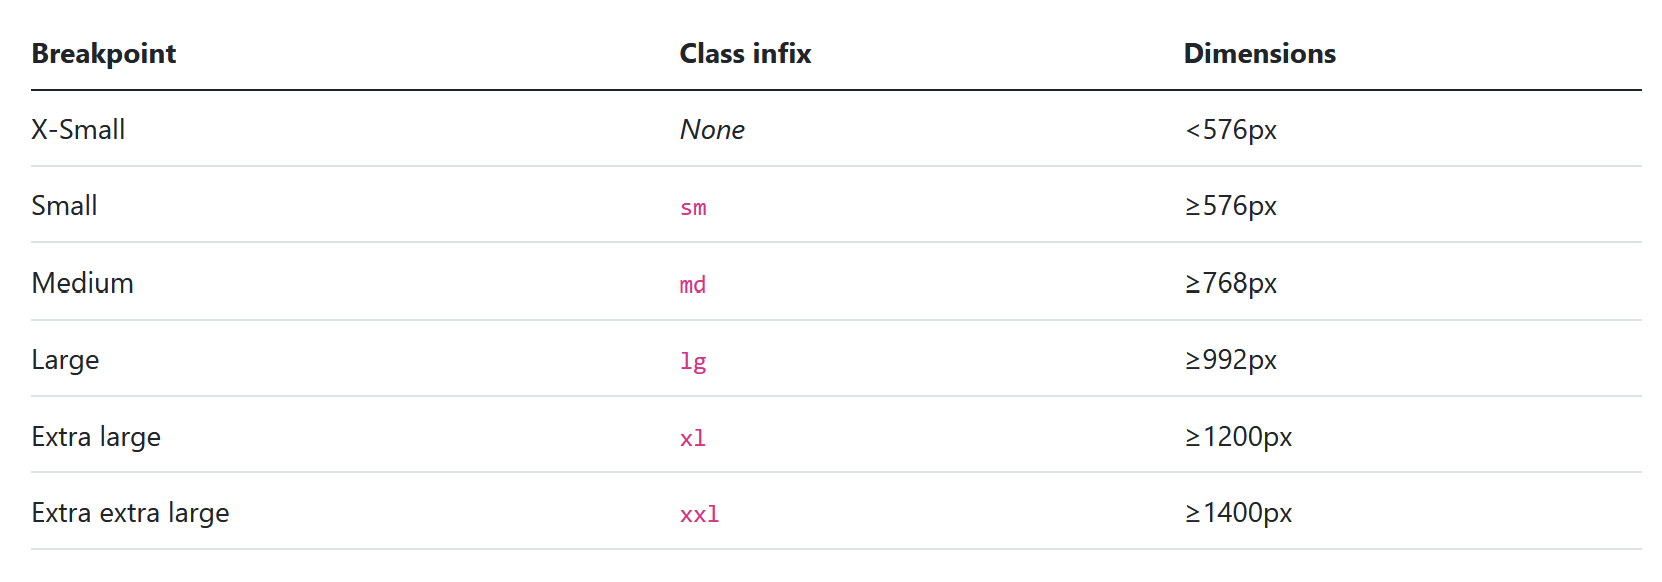 Breakpoint Class infix Dimensions
X-Small None <576px
Small sm ≥576px
Medium md ≥768px
Large lg ≥992px
Extra large xl ≥1200px
Extra extra large xxl ≥1400px